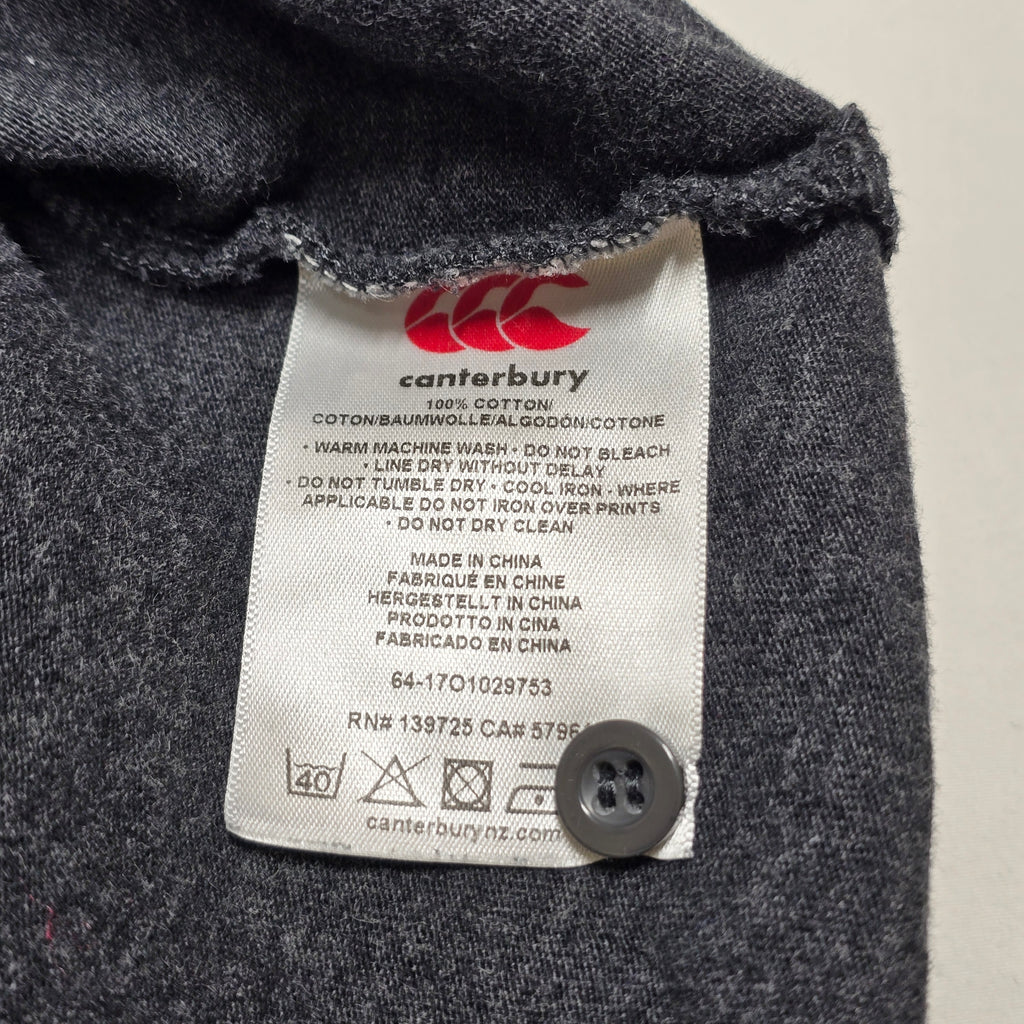 canterbury
100% COTTON/
COTON/BAUMWOLLE/ALGODÓN/COTONE
• WARM MACHINE WASH • DO NOT BLEACH
• LINE DRY WITHOUT DELAY
• DO NOT TUMBLE DRY • COOL IRON • WHERE
APPLICABLE DO NOT IRON OVER PRINTS
• DO NOT DRY CLEAN
MADE IN CHINA
FABRIQUÉ EN CHINE
HERGESTELLT IN CHINA
PRODOTTO IN CINA
FABRICADO EN CHINA
64-17O1029753
RN# 139725 CA#
40
canterburynz.com